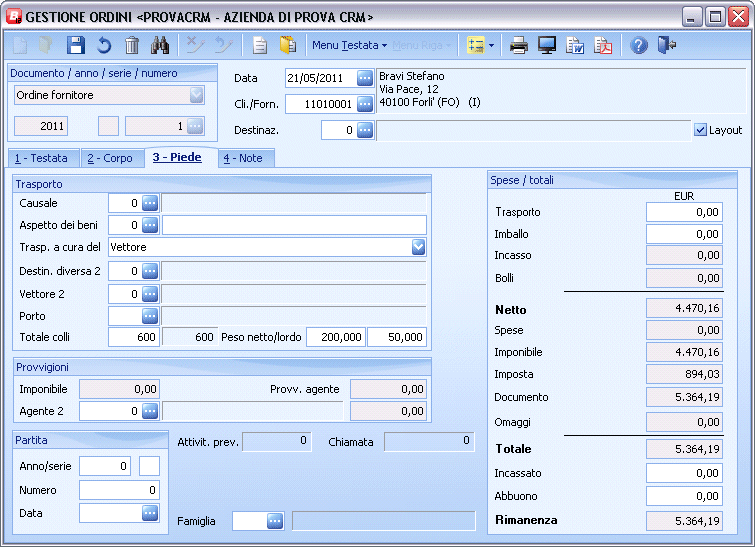 GESTIONE ORDINI <PROVACRM - AZIENDA DI PROVA CRM>
Menu Testata Menu Riga
Documento / anno / serie / numero
Ordine fornitore
2011 1
Data 21/05/2011
Cli./Forn. 11010001
Destinaz. 0
Bravi Stefano
Via Pace, 12
40100 Forli' (FO) (I)
Layout
1 - Testata 2 - Corpo 3 - Piede 4 - Note
Trasporto
Causale 0
Aspetto dei beni 0
Trasp. a cura del Vettore
Destin. diversa 2 0
Vettore 2 0
Porto
Totale colli 600 600 Peso netto/lordo 200,000 50,000
Provvigioni
Imponibile 0,00 Provv. agente 0,00
Agente 2 0 0,00
Partita
Anno/serie 0
Numero 0
Data
Attivit. prev. 0 Chiamata 0
Famiglia
Spese / totali
EUR
Trasporto 0,00
Imballo 0,00
Incasso 0,00
Bolli 0,00
Netto 4.470,16
Spese 0,00
Imponibile 4.470,16
Imposta 894,03
Documento 5.364,19
Omaggi 0,00
Totale 5.364,19
Incassato 0,00
Abbuono 0,00
Rimanenza 5.364,19